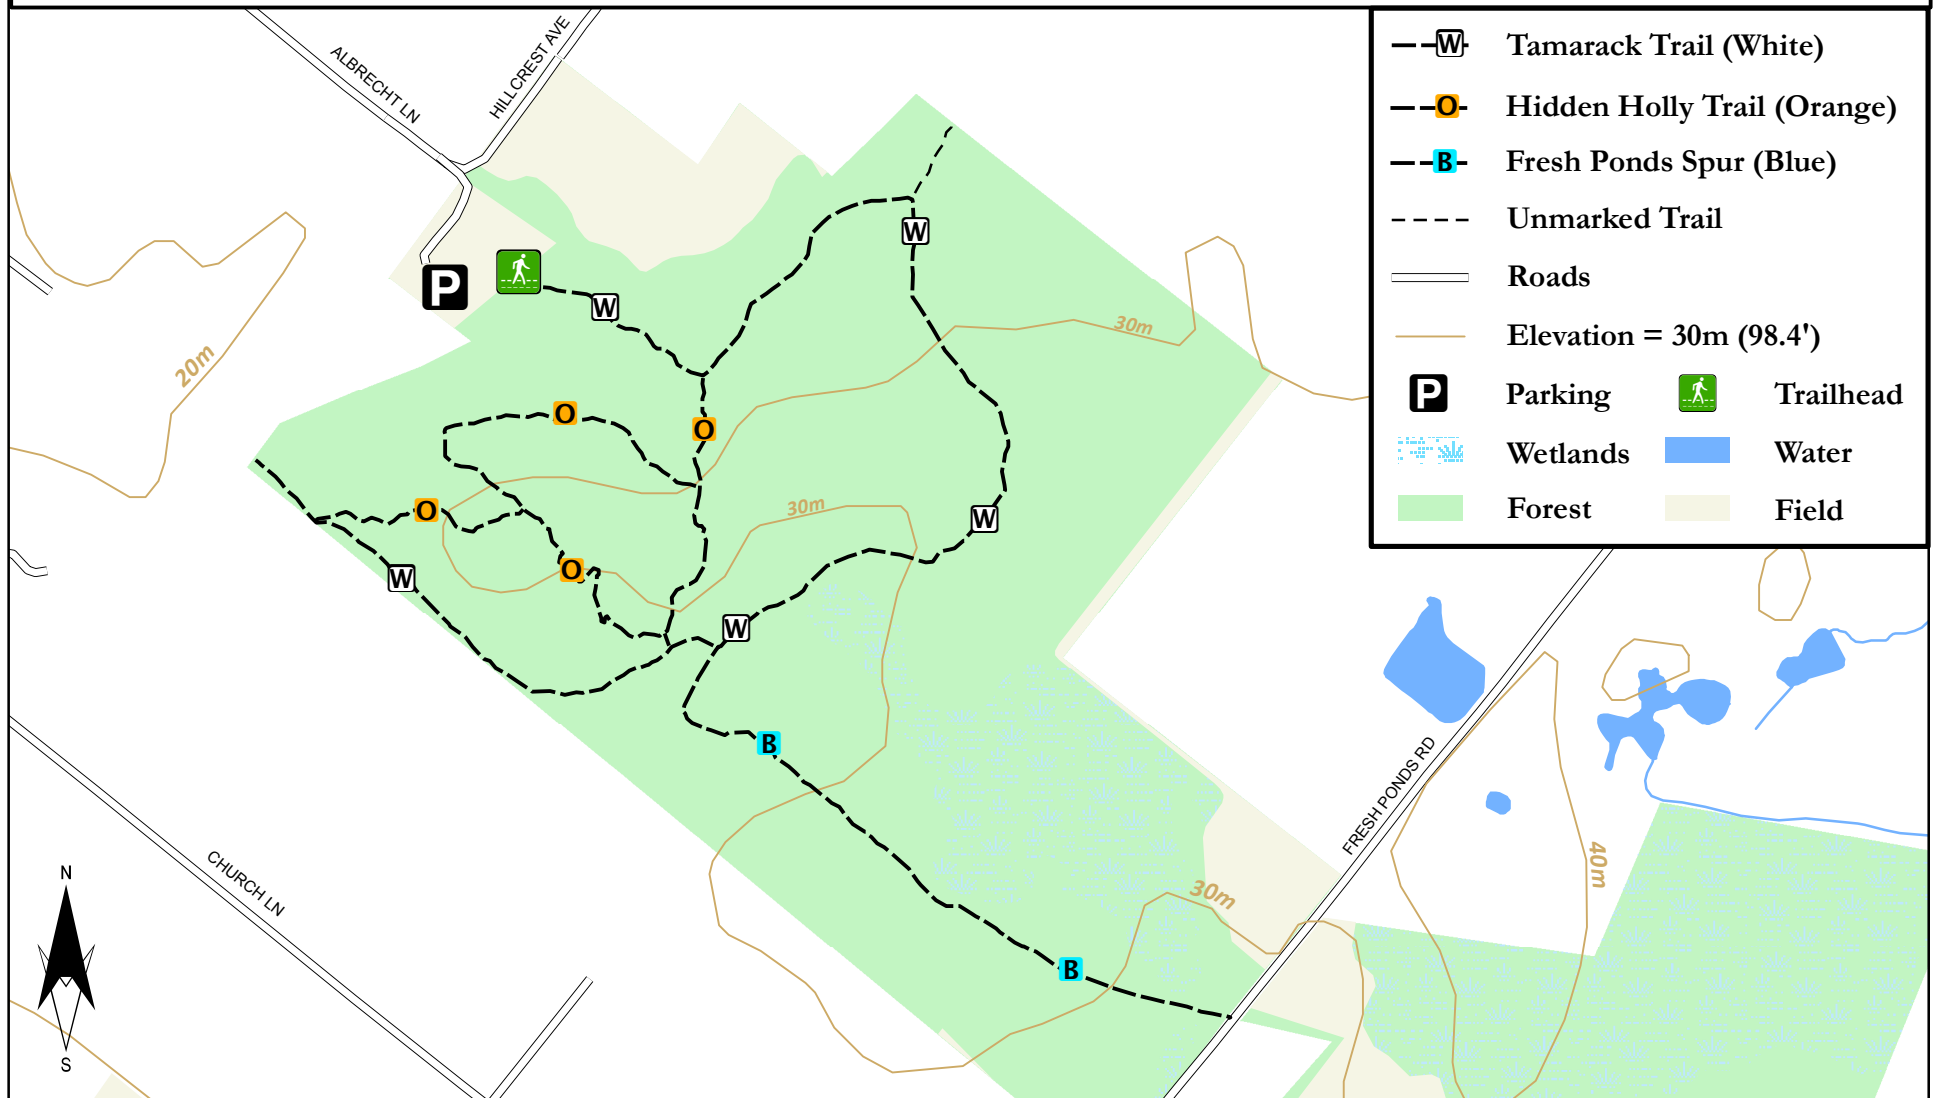 ALBRECHT LN
HILLCREST AVE
W Tamarack Trail (White)
O Hidden Holly Trail (Orange)
B Fresh Ponds Spur (Blue)
Unmarked Trail
Roads
Elevation = 30m (98.4')
P Parking
Trailhead
Wetlands
Water
Forest
Field
W
P
W
30m
20m
O
O
30m
O
W
O
W
W
B
FRESH PONDS RD
40m
CHURCH LN
30m
N
B
S